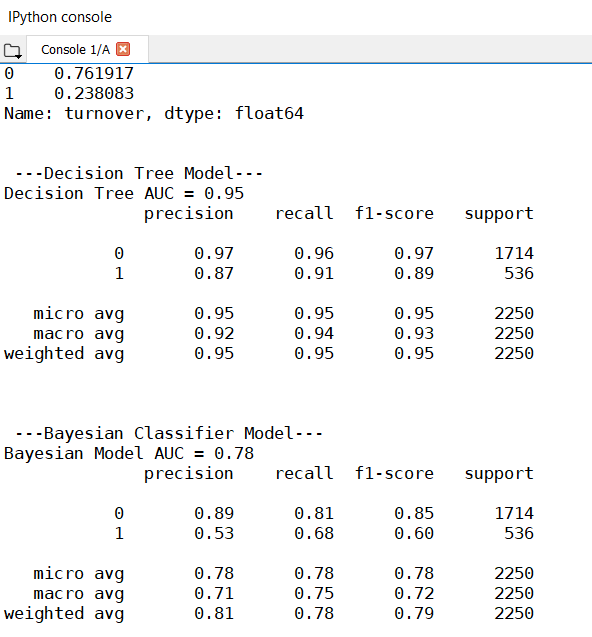 IPython console
Console 1/A
0    0.761917
1    0.238083
Name: turnover, dtype: float64
---Decision Tree Model---
Decision Tree AUC = 0.95
              precision    recall  f1-score   support
           0       0.97      0.96      0.97      1714
           1       0.87      0.91      0.89       536
   micro avg       0.95      0.95      0.95      2250
   macro avg       0.92      0.94      0.93      2250
weighted avg       0.95      0.95      0.95      2250
---Bayesian Classifier Model---
Bayesian Model AUC = 0.78
              precision    recall  f1-score   support
           0       0.89      0.81      0.85      1714
           1       0.53      0.68      0.60       536
   micro avg       0.78      0.78      0.78      2250
   macro avg       0.71      0.75      0.72      2250
weighted avg       0.81      0.78      0.79      2250